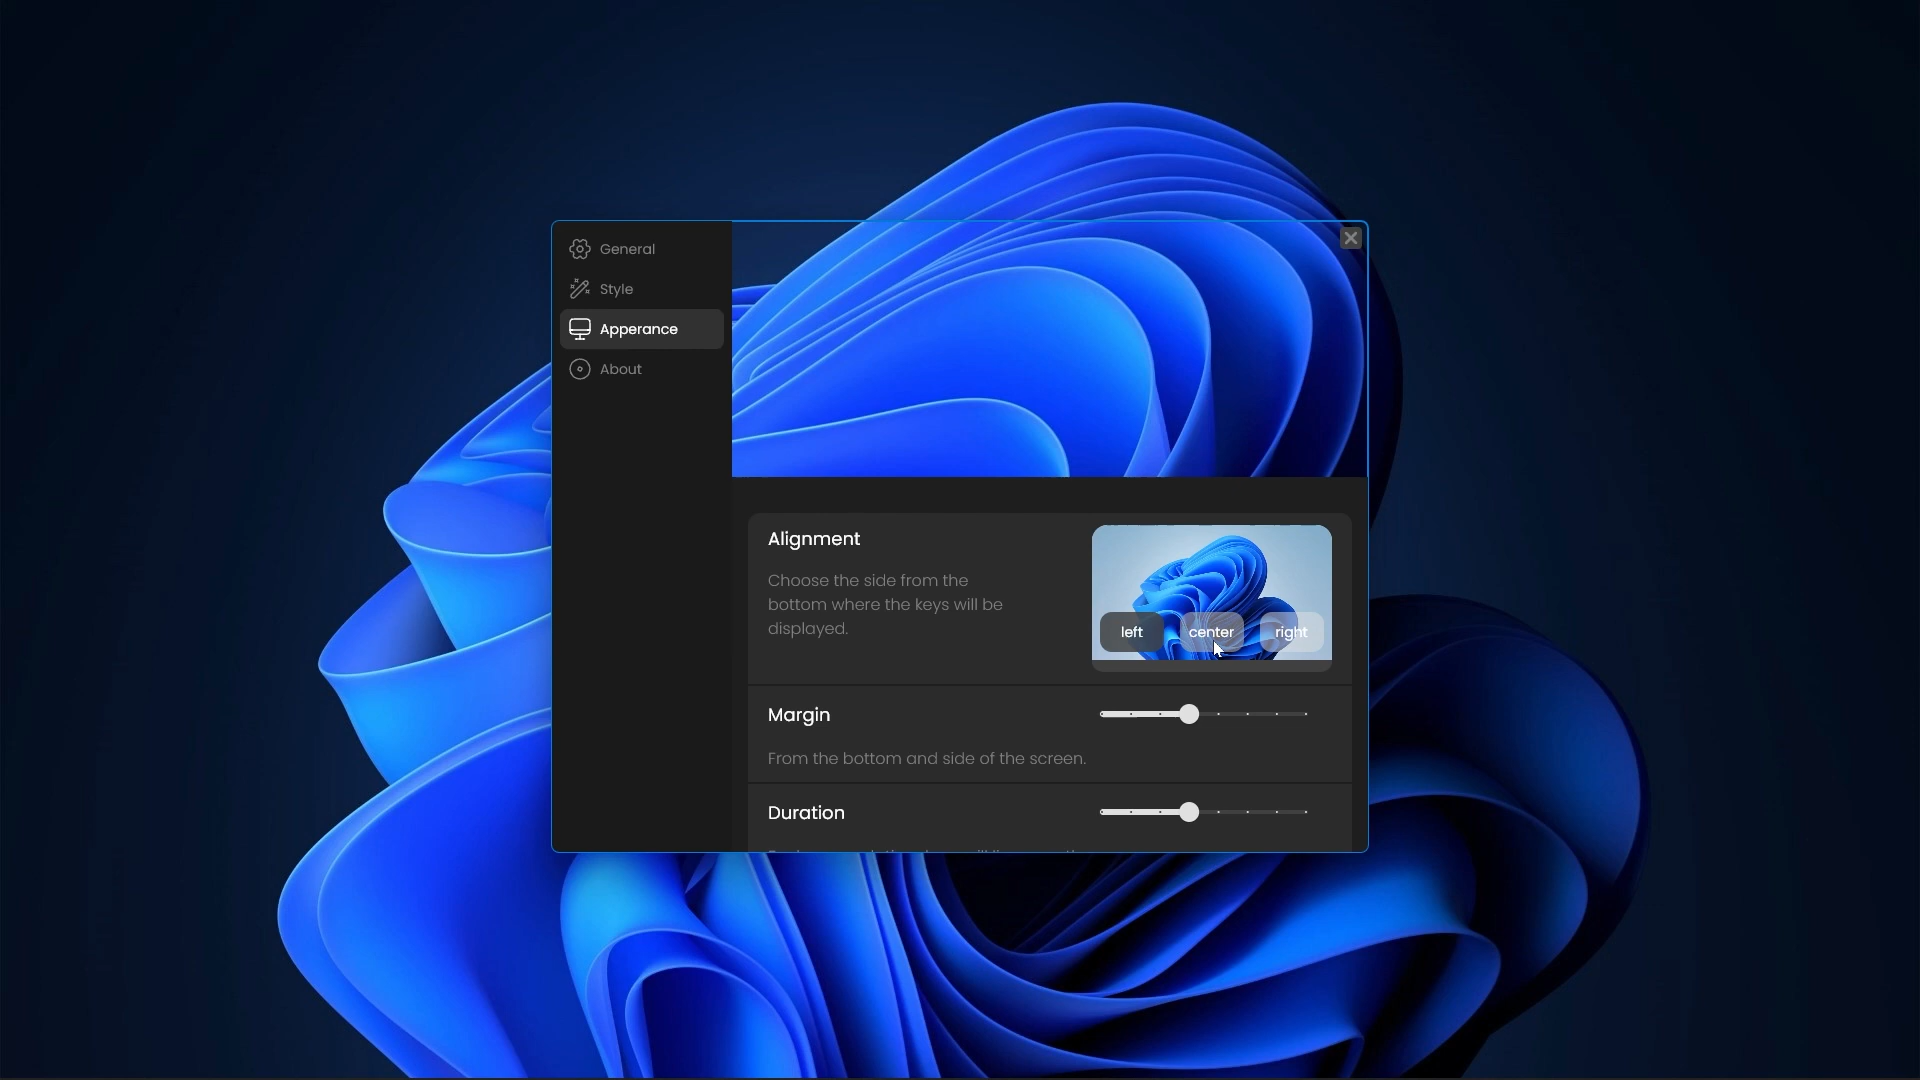 General
Style
Apperance
About
Alignment
Choose the side from the
bottom where the keys will be
displayed.
left
center
right
Margin
From the bottom and side of the screen.
Duration